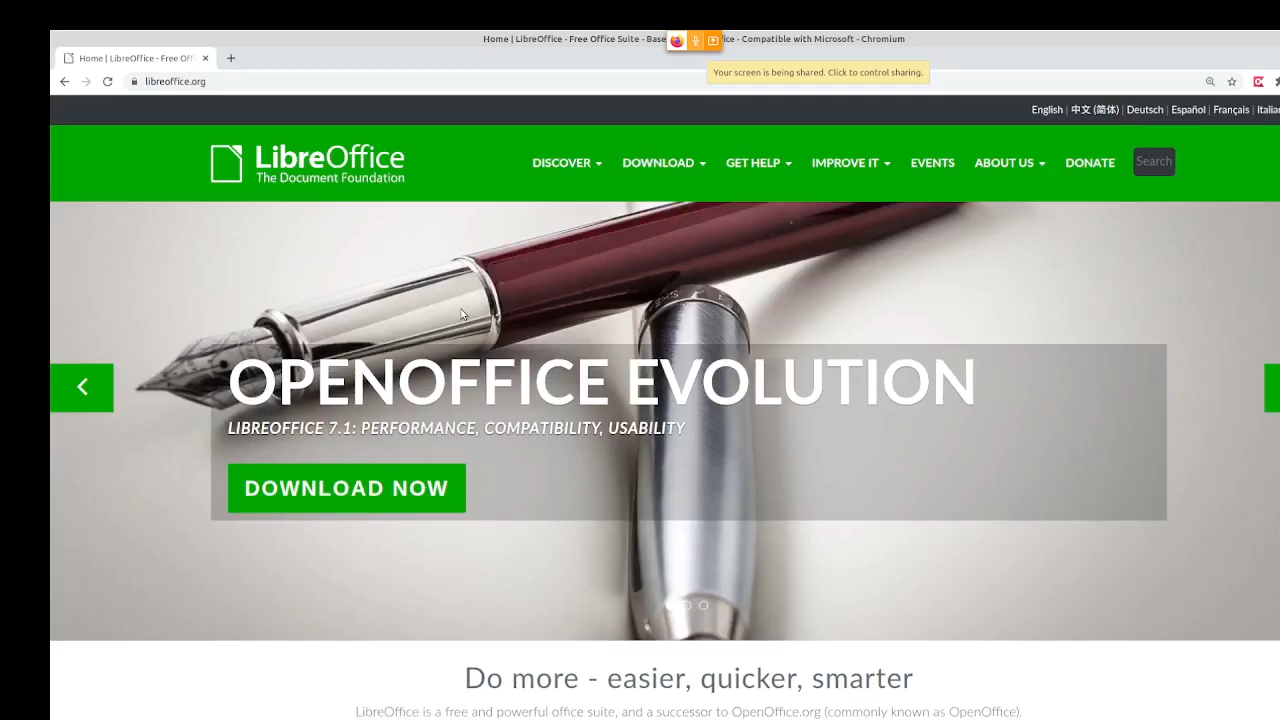 Home | LibreOffice - Free Office Suite - Base
ice - Compatible with Microsoft - Chromium
Home | LibreOffice - Free Off
Your screen is being shared. Click to control sharing.
libreoffice.org
English | 中文 (简体) | Deutsch | Español | Français |
LibreOffice
The Document Foundation
DISCOVER DOWNLOAD GET HELP IMPROVE IT EVENTS ABOUT US DONATE Search
OPENOFFICE EVOLUTION
LIBREOFFICE 7.1: PERFORMANCE, COMPATIBILITY, USABILITY
DOWNLOAD NOW
Do more - easier, quicker, smarter
LibreOffice is a free and powerful office suite, and a successor to OpenOffice.org (commonly known as OpenOffice).